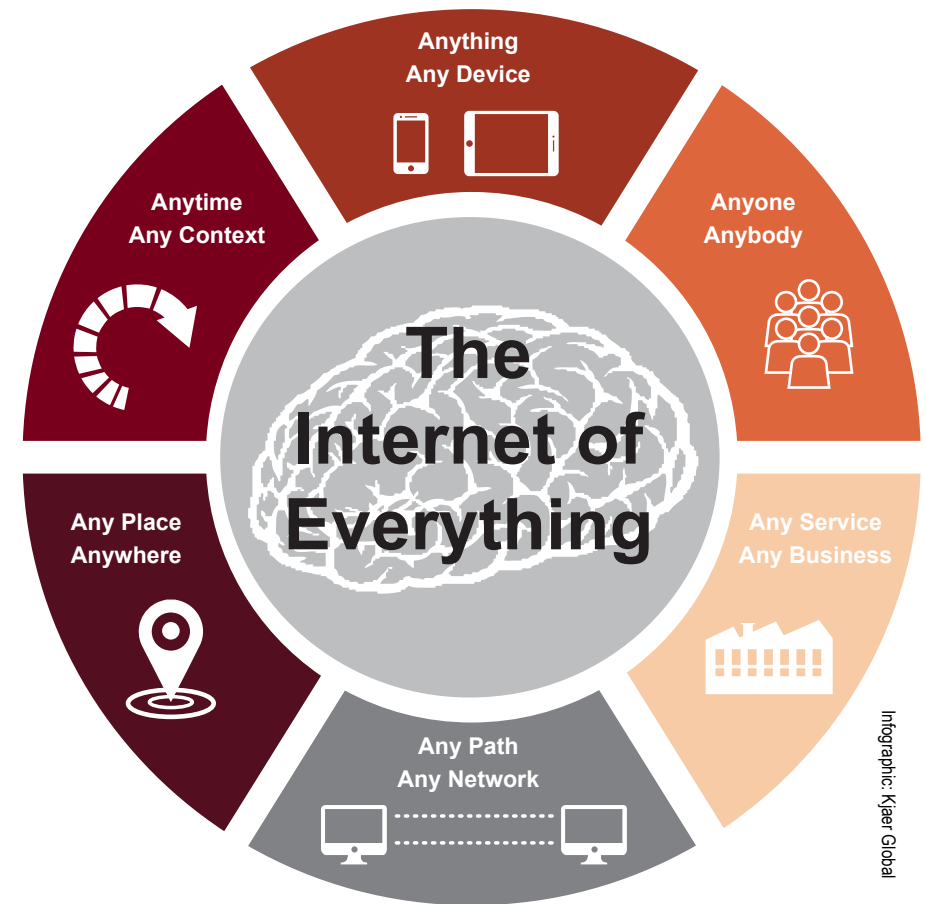 Anything
Any Device
Anytime
Any Context
Anyone
Anybody
The
Internet of
Everything
Any Place
Anywhere
Any Service
Any Business
Any Path
Any Network
Infographic: Kjaer Global